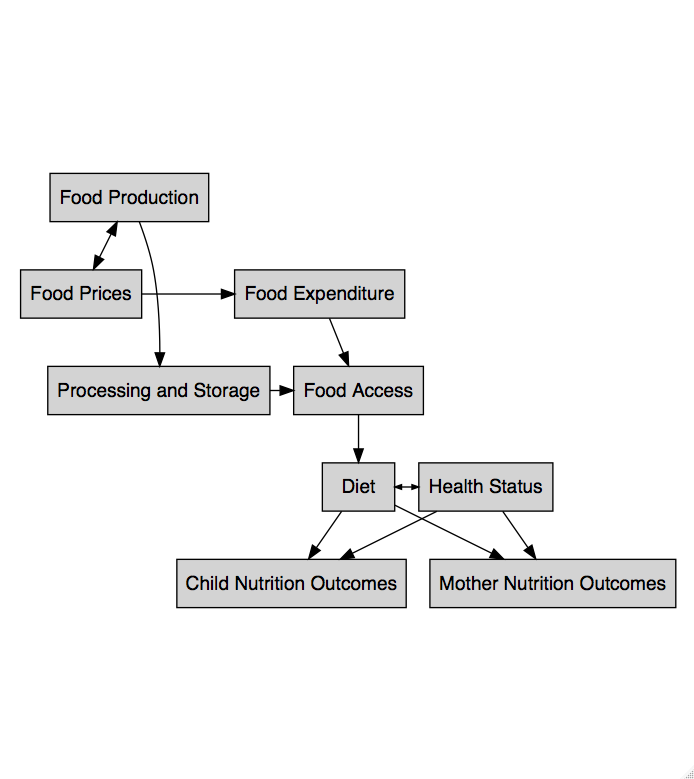 Food Production
Food Prices
Food Expenditure
Processing and Storage
Food Access
Diet
Health Status
Child Nutrition Outcomes
Mother Nutrition Outcomes